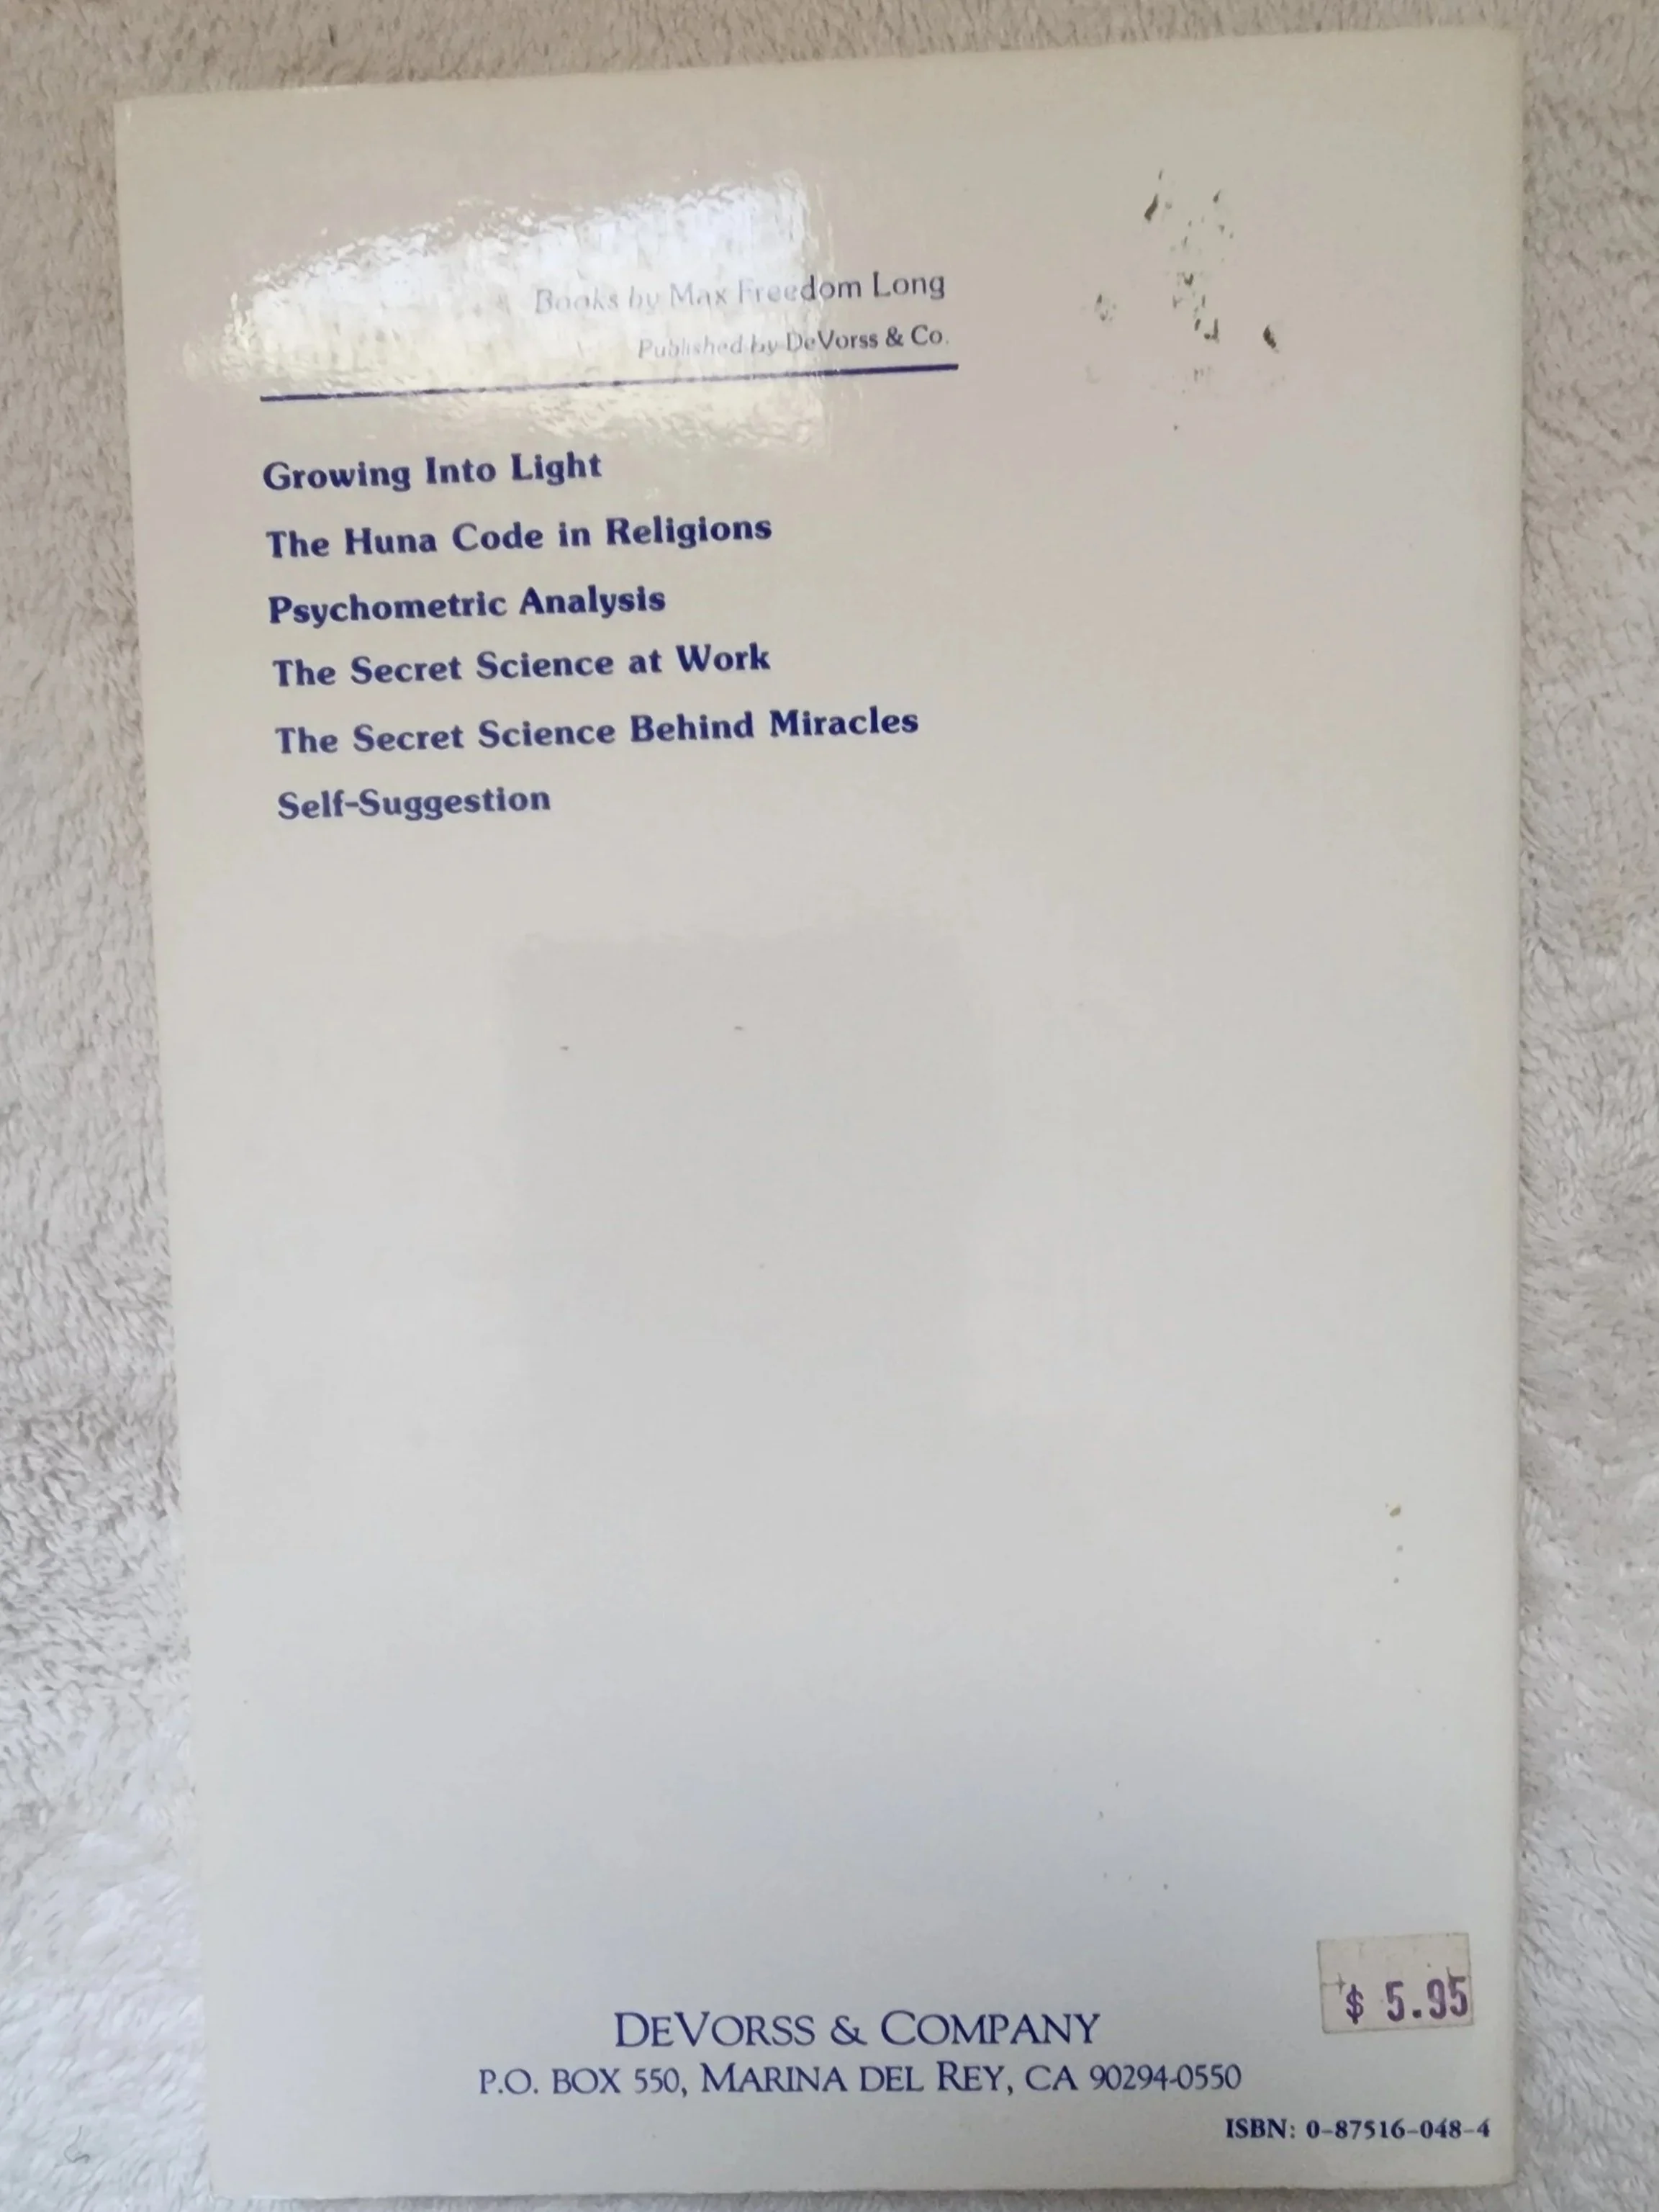 Books by Max Freedom Long
Published by DeVorss & Co.
Growing Into Light
The Huna Code in Religions
Psychometric Analysis
The Secret Science at Work
The Secret Science Behind Miracles
Self-Suggestion
$ 5.95
DEVORSS & COMPANY
P.O. BOX 550, MARINA DEL REY, CA 90294-0550
ISBN: 0-87516-048-4